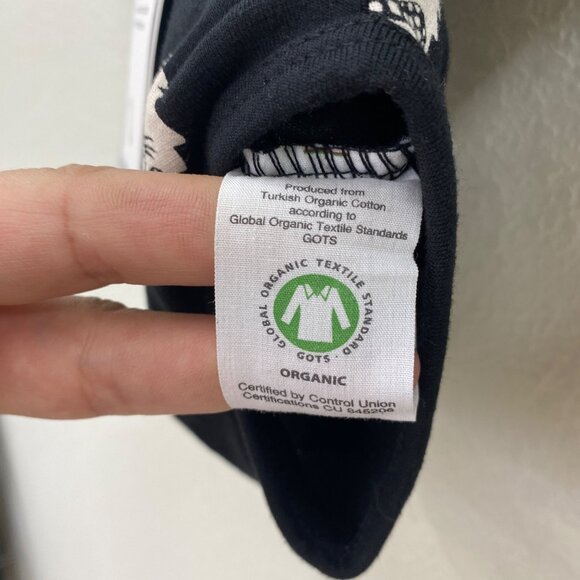 Produced from
Turkish Organic Cotton
according to
Global Organic Textile Standards
GOTS
GLOBAL ORGANIC TEXTILE STANDARD
GOTS
ORGANIC
Certified by Control Union
Certifications CU 845206